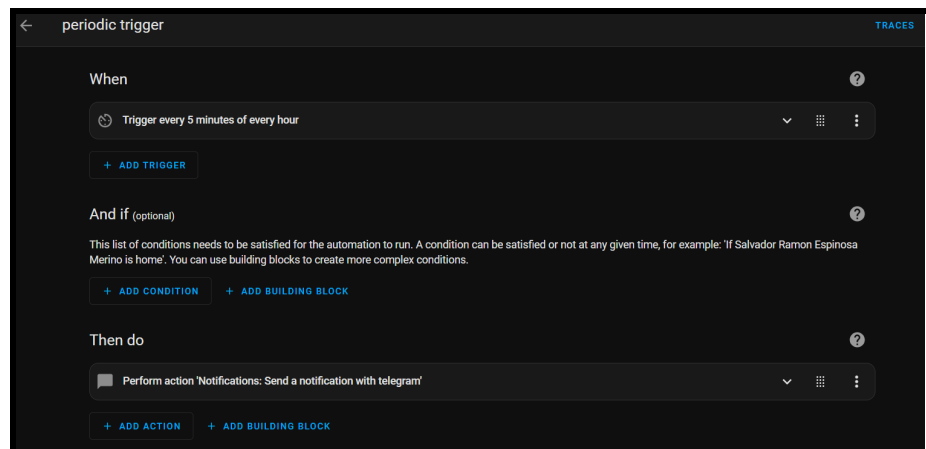 periodic trigger
TRACES
When
Trigger every 5 minutes of every hour
+ ADD TRIGGER
And if (optional)
This list of conditions needs to be satisfied for the automation to run. A condition can be satisfied or not at any given time, for example: 'If Salvador Ramon Espinosa
Merino is home'. You can use building blocks to create more complex conditions.
+ ADD CONDITION + ADD BUILDING BLOCK
Then do
Perform action 'Notifications: Send a notification with telegram'
+ ADD ACTION + ADD BUILDING BLOCK